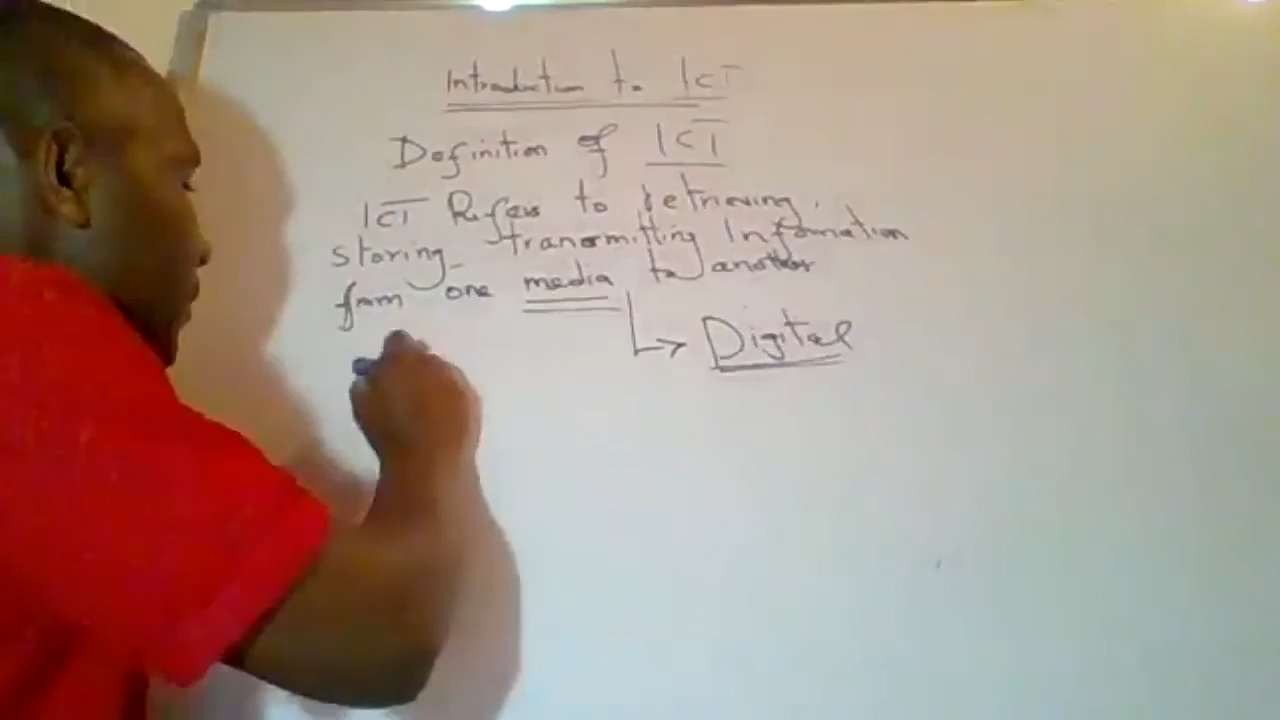 Introduction to ICT
Definition of ICT
ICT Refers to retrieving,
storing transmitting Information
from one media to another
Digital